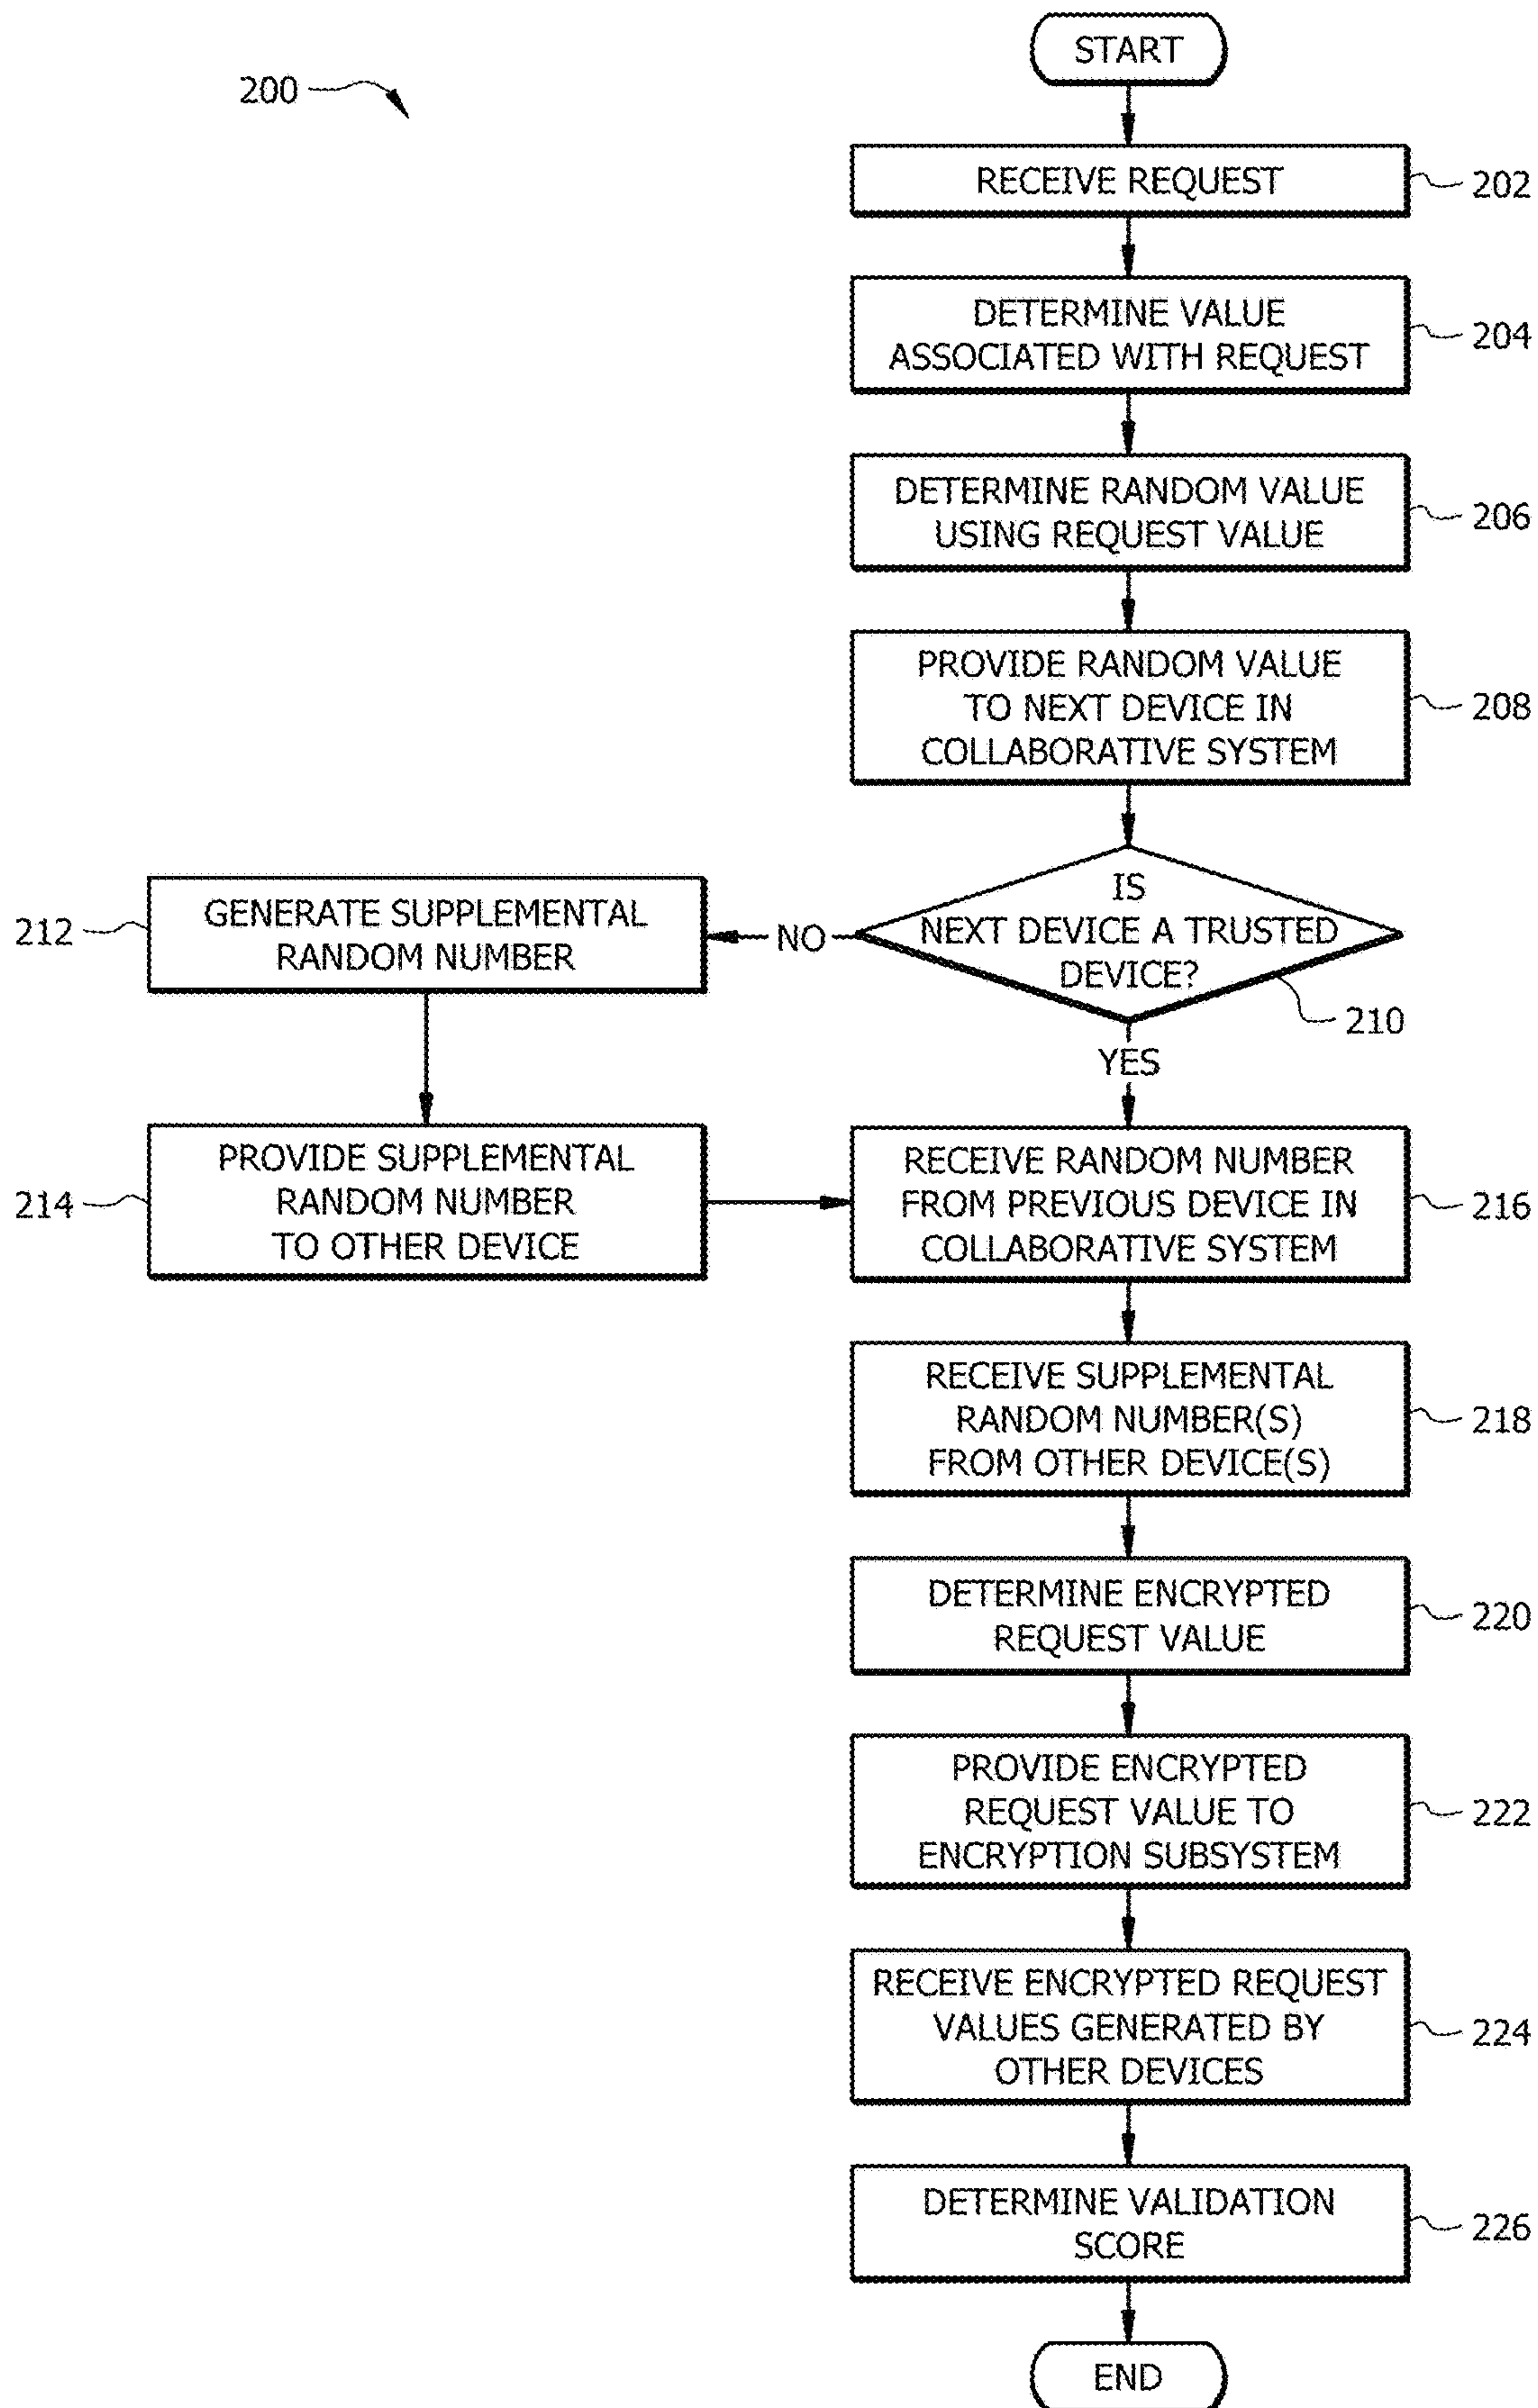 START
200
RECEIVE REQUEST
202
DETERMINE VALUE
ASSOCIATED WITH REQUEST
204
DETERMINE RANDOM VALUE
USING REQUEST VALUE
206
PROVIDE RANDOM VALUE
TO NEXT DEVICE IN
COLLABORATIVE SYSTEM
208
IS
NEXT DEVICE A TRUSTED
DEVICE?
210
NO
GENERATE SUPPLEMENTAL
RANDOM NUMBER
212
PROVIDE SUPPLEMENTAL
RANDOM NUMBER
TO OTHER DEVICE
214
YES
RECEIVE RANDOM NUMBER
FROM PREVIOUS DEVICE IN
COLLABORATIVE SYSTEM
216
RECEIVE SUPPLEMENTAL
RANDOM NUMBER(S)
FROM OTHER DEVICE(S)
218
DETERMINE ENCRYPTED
REQUEST VALUE
220
PROVIDE ENCRYPTED
REQUEST VALUE TO
ENCRYPTION SUBSYSTEM
222
RECEIVE ENCRYPTED REQUEST
VALUES GENERATED BY
OTHER DEVICES
224
DETERMINE VALIDATION
SCORE
226
END